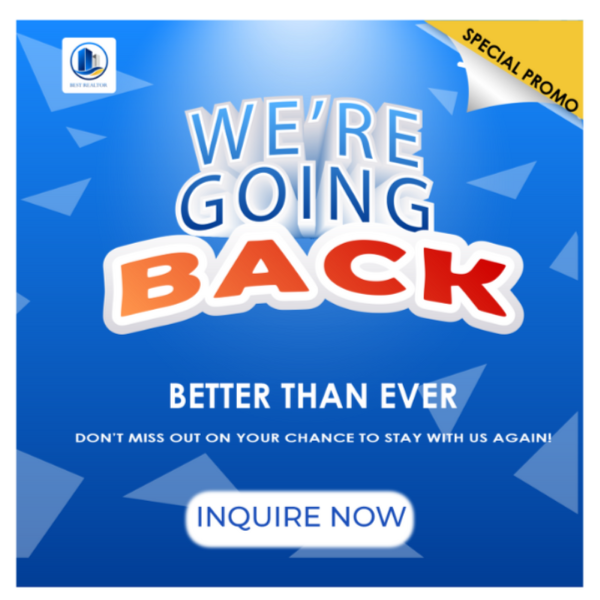 BEST REALTOR
SPECIAL PROMO
WE'RE
GOING
BACK
BETTER THAN EVER
DON'T MISS OUT ON YOUR CHANCE TO STAY WITH US AGAIN!
INQUIRE NOW